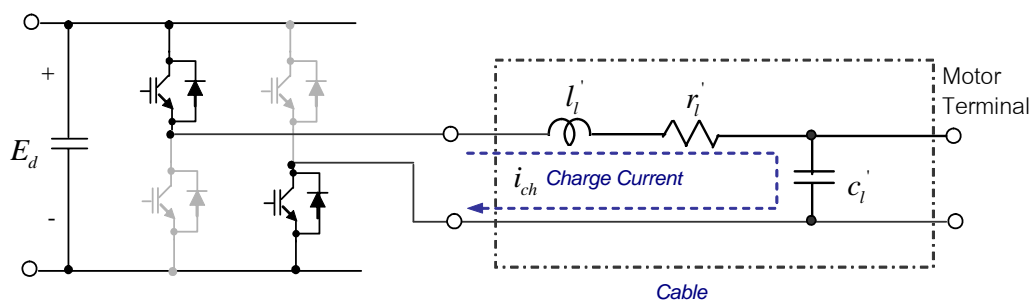 +
E_d
-
l_l'
r_l'
Motor
Terminal
i_ch Charge Current
c_l'
Cable